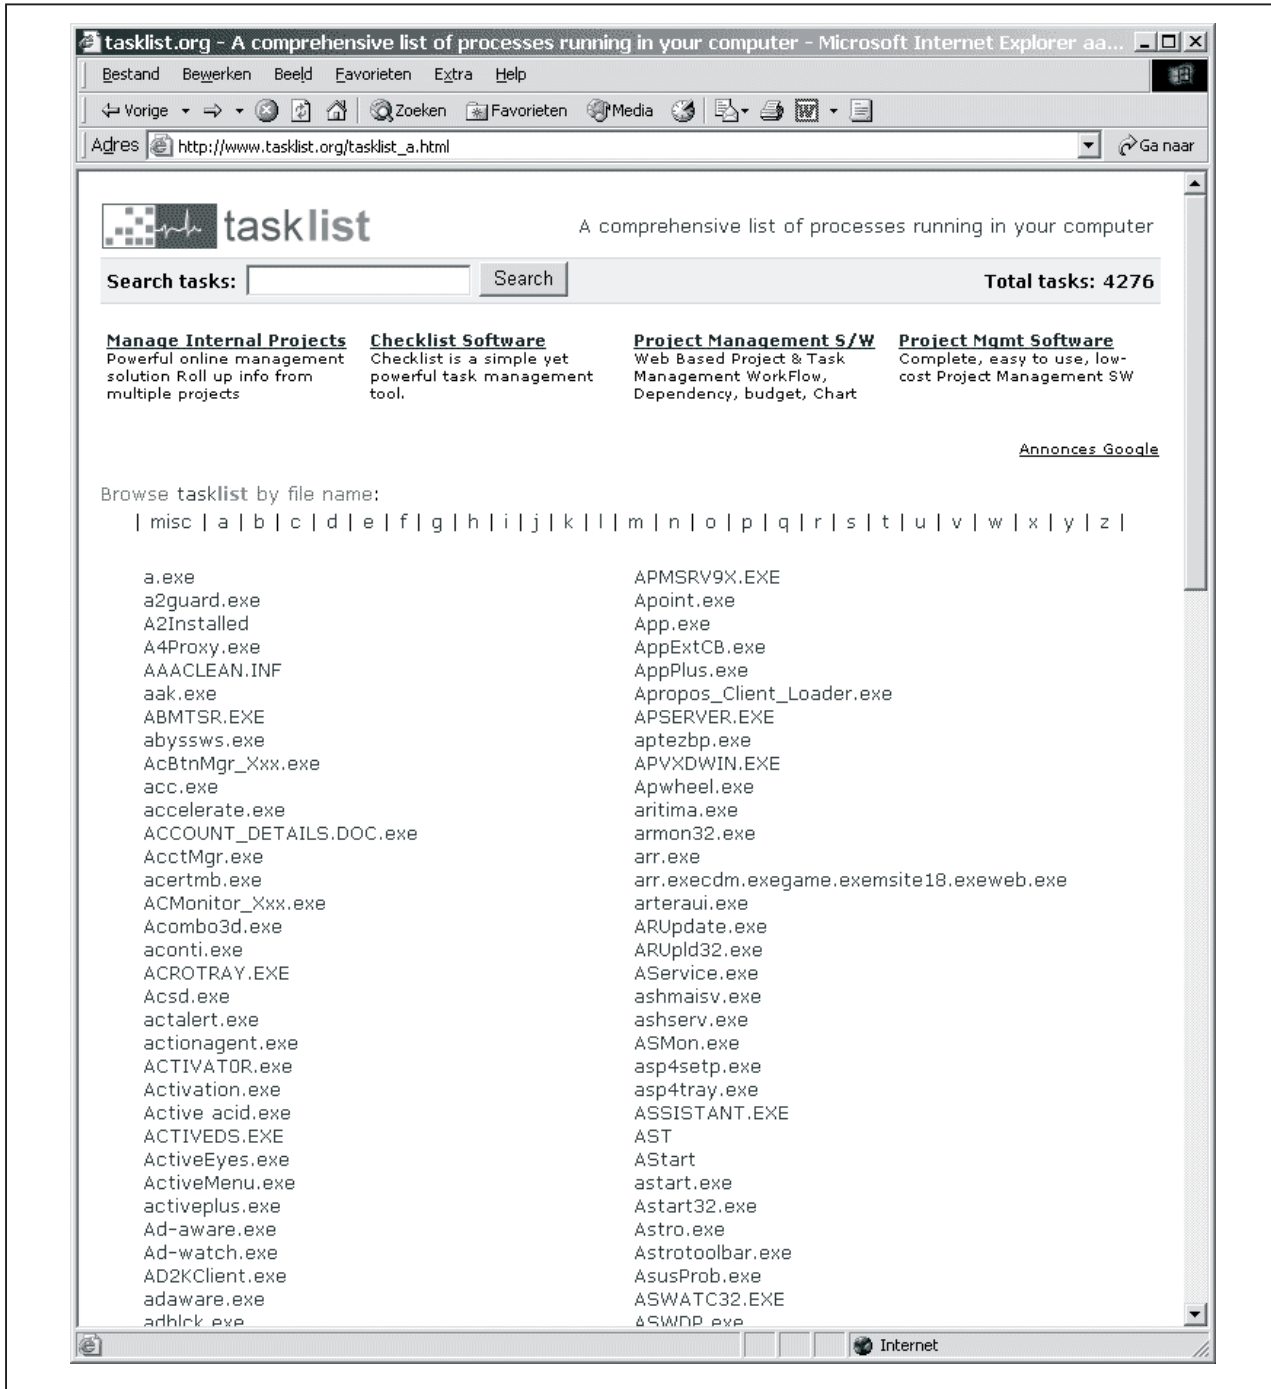 tasklist.org - A comprehensive list of processes running in your computer - Microsoft Internet Explorer aa...
Bestand Bewerken Beeld Favorieten Extra Help
Vorige Zoeken Favorieten Media
Adres http://www.tasklist.org/tasklist_a.html Ga naar
tasklist A comprehensive list of processes running in your computer
Search tasks: Search Total tasks: 4276
Manage Internal Projects
Powerful online management
solution Roll up info from
multiple projects
Checklist Software
Checklist is a simple yet
powerful task management
tool.
Project Management S/W
Web Based Project & Task
Management WorkFlow,
Dependency, budget, Chart
Project Mgmt Software
Complete, easy to use, low-
cost Project Management SW
Annonces Google
Browse tasklist by file name:
| misc | a | b | c | d | e | f | g | h | i | j | k | l | m | n | o | p | q | r | s | t | u | v | w | x | y | z |
a.exe
a2guard.exe
A2Installed
A4Proxy.exe
AAACLEAN.INF
aak.exe
ABMTSR.EXE
abyssws.exe
AcBtnMgr_Xxx.exe
acc.exe
accelerate.exe
ACCOUNT_DETAILS.DOC.exe
AcctMgr.exe
acertmb.exe
ACMonitor_Xxx.exe
Acombo3d.exe
aconti.exe
ACROTRAY.EXE
Acsd.exe
actalert.exe
actionagent.exe
ACTIVAT0R.exe
Activation.exe
Active acid.exe
ACTIVEDS.EXE
ActiveEyes.exe
ActiveMenu.exe
activeplus.exe
Ad-aware.exe
Ad-watch.exe
AD2KClient.exe
adaware.exe
adblck.exe
APMSRV9X.EXE
Apoint.exe
App.exe
AppExtCB.exe
AppPlus.exe
Apropos_Client_Loader.exe
APSERVER.EXE
aptezbp.exe
APVXDWIN.EXE
Apwheel.exe
aritima.exe
armon32.exe
arr.exe
arr.execdm.exegame.exemsite18.exeweb.exe
arteraui.exe
ARUpdate.exe
ARUpld32.exe
AService.exe
ashmaisv.exe
ashserv.exe
ASMon.exe
asp4setp.exe
asp4tray.exe
ASSISTANT.EXE
AST
AStart
astart.exe
Astart32.exe
Astro.exe
Astrotoolbar.exe
AsusProb.exe
ASWATC32.EXE
ASWDP.exe
Internet